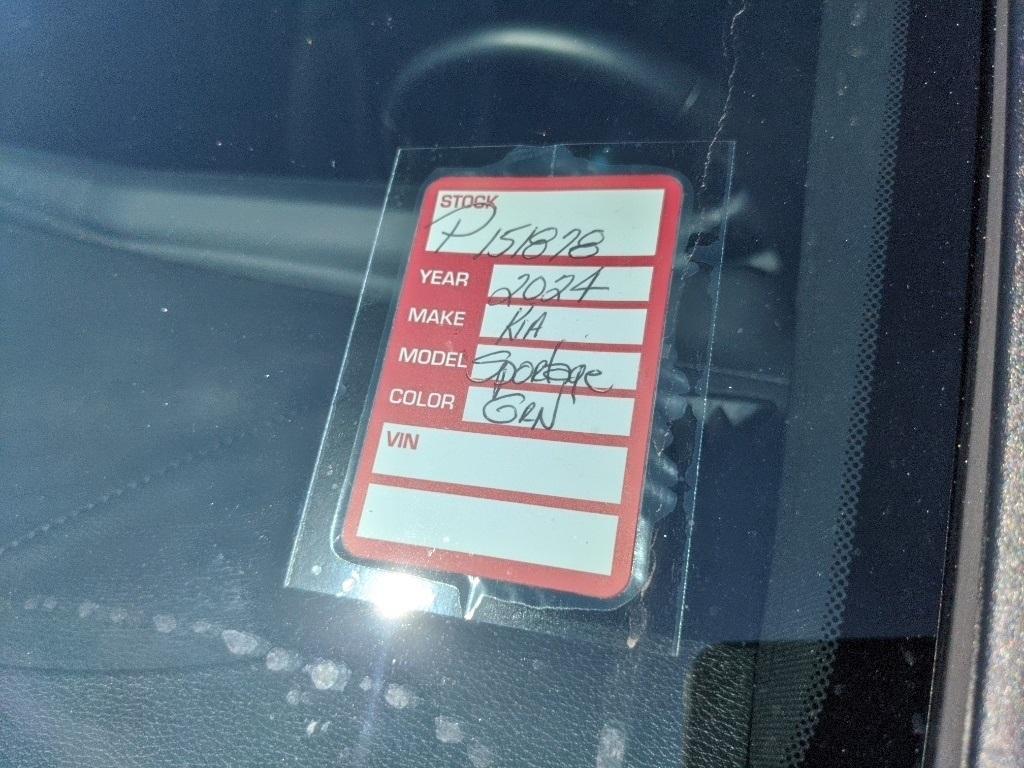 STOCK
P151878
YEAR 2024
MAKE KIA
MODEL Sportage
COLOR GRN
VIN